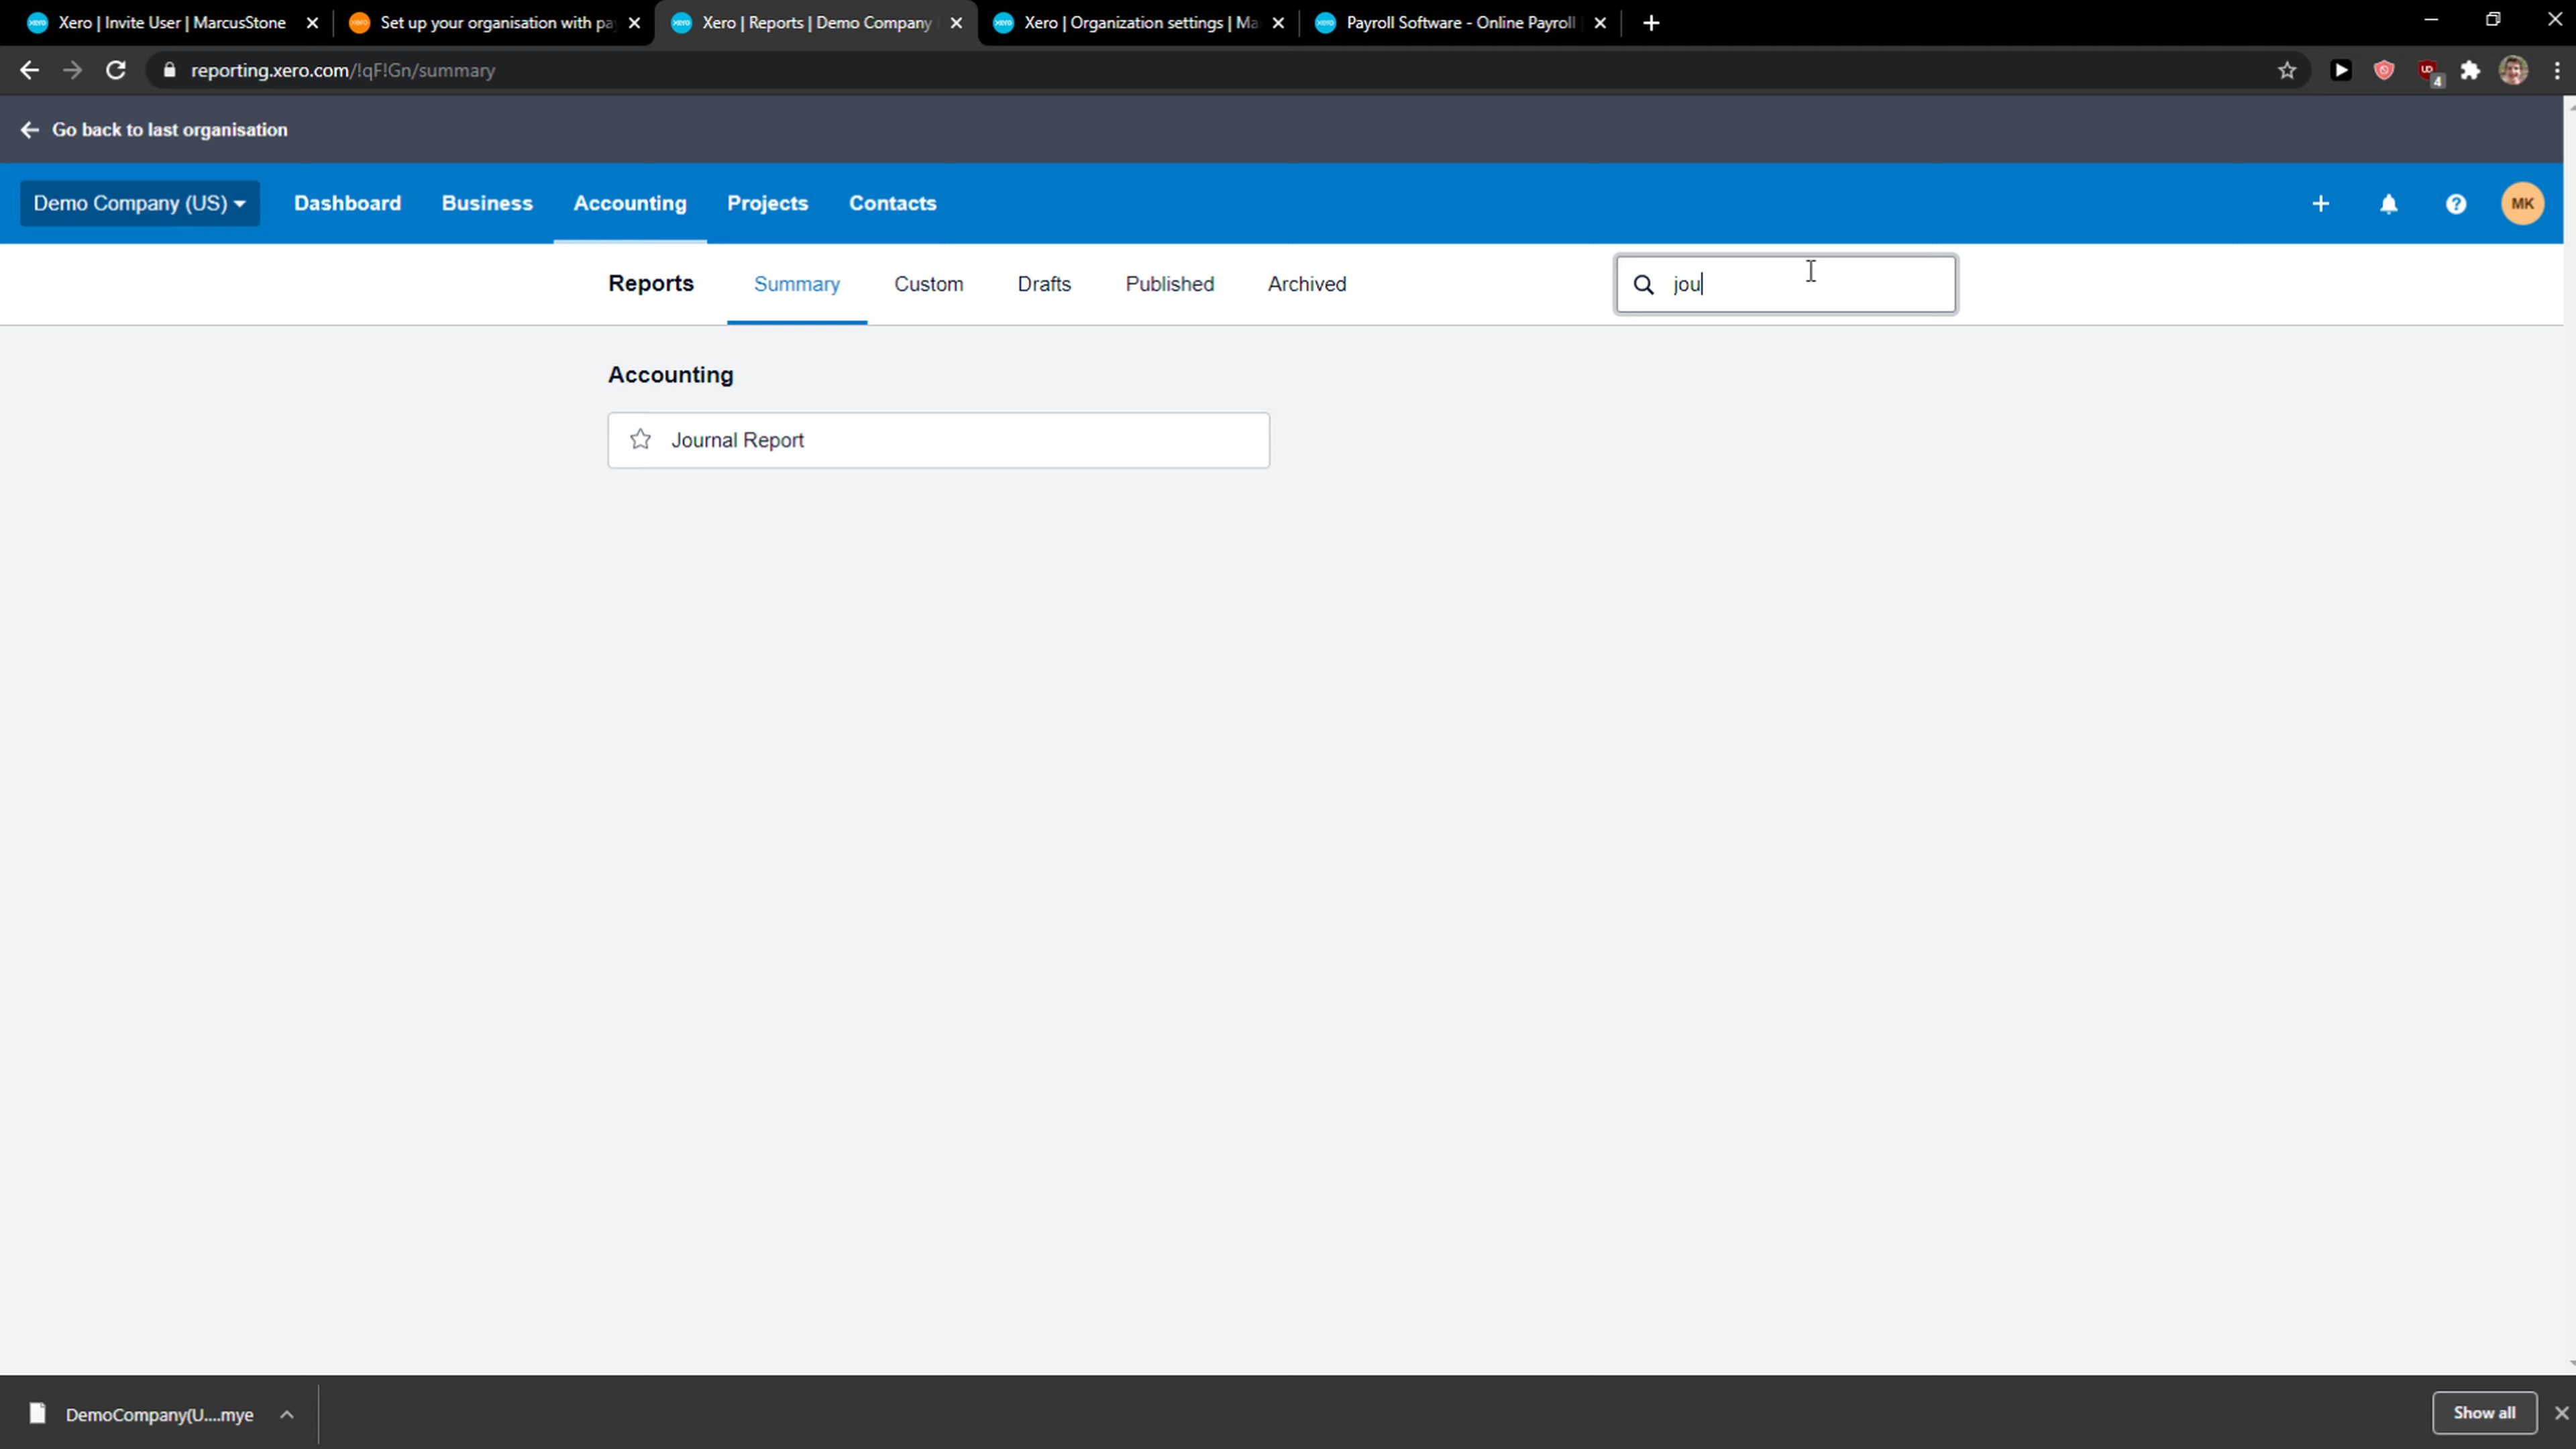 Xero | Invite User | MarcusStone
Set up your organisation with pa
Xero | Reports | Demo Company
Xero | Organization settings | Ma
Payroll Software - Online Payroll
reporting.xero.com/!qF!Gn/summary
4
Go back to last organisation
Demo Company (US)
Dashboard
Business
Accounting
Projects
Contacts
MK
Reports
Summary
Custom
Drafts
Published
Archived
jou
Accounting
Journal Report
DemoCompany(U....mye
Show all